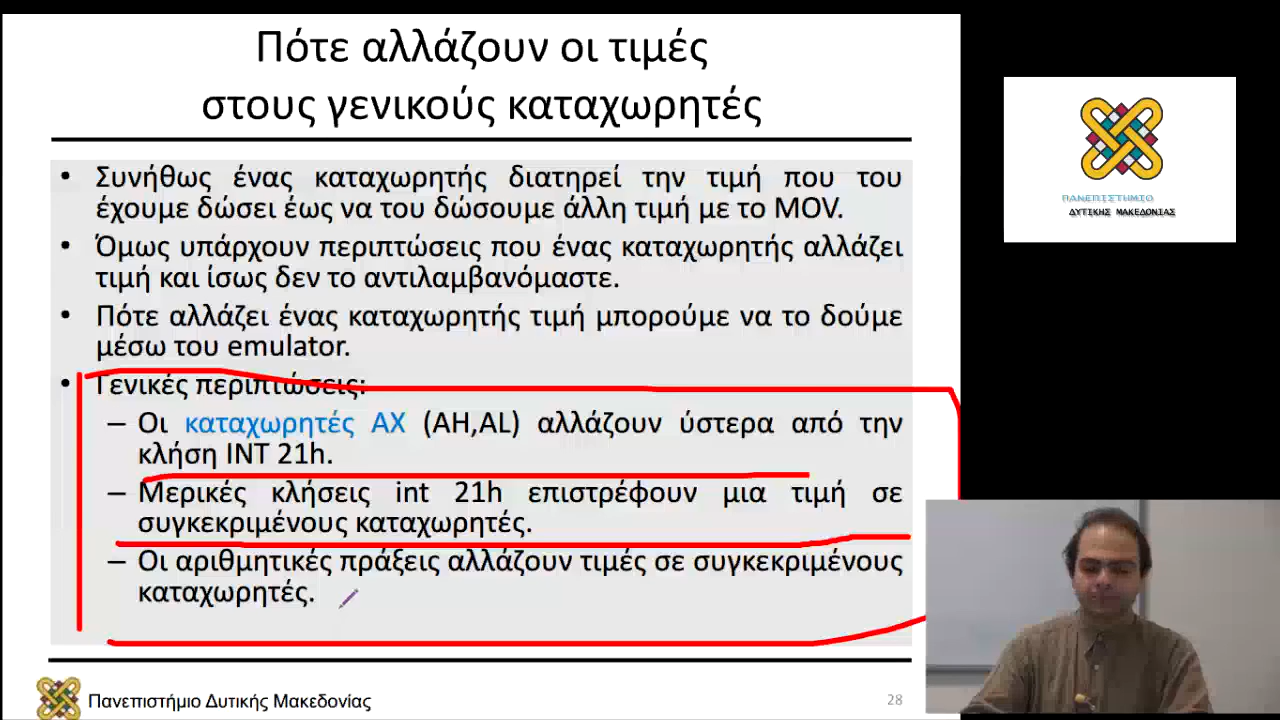 Πότε αλλάζουν οι τιμές
στους γενικούς καταχωρητές
• Συνήθως ένας καταχωρητής διατηρεί την τιμή που του
έχουμε δώσει έως να του δώσουμε άλλη τιμή με το MOV.
• Όμως υπάρχουν περιπτώσεις που ένας καταχωρητής αλλάζει
τιμή και ίσως δεν το αντιλαμβανόμαστε.
• Πότε αλλάζει ένας καταχωρητής τιμή μπορούμε να το δούμε
μέσω του emulator.
• Γενικές περιπτώσεις:
– Οι καταχωρητές AX (AH,AL) αλλάζουν ύστερα από την
κλήση INT 21h.
– Μερικές κλήσεις int 21h επιστρέφουν μια τιμή σε
συγκεκριμένους καταχωρητές.
– Οι αριθμητικές πράξεις αλλάζουν τιμές σε συγκεκριμένους
καταχωρητές.
Πανεπιστήμιο Δυτικής Μακεδονίας
28
ΠΑΝΕΠΙΣΤΗΜΙΟ
ΔΥΤΙΚΗΣ ΜΑΚΕΔΟΝΙΑΣ